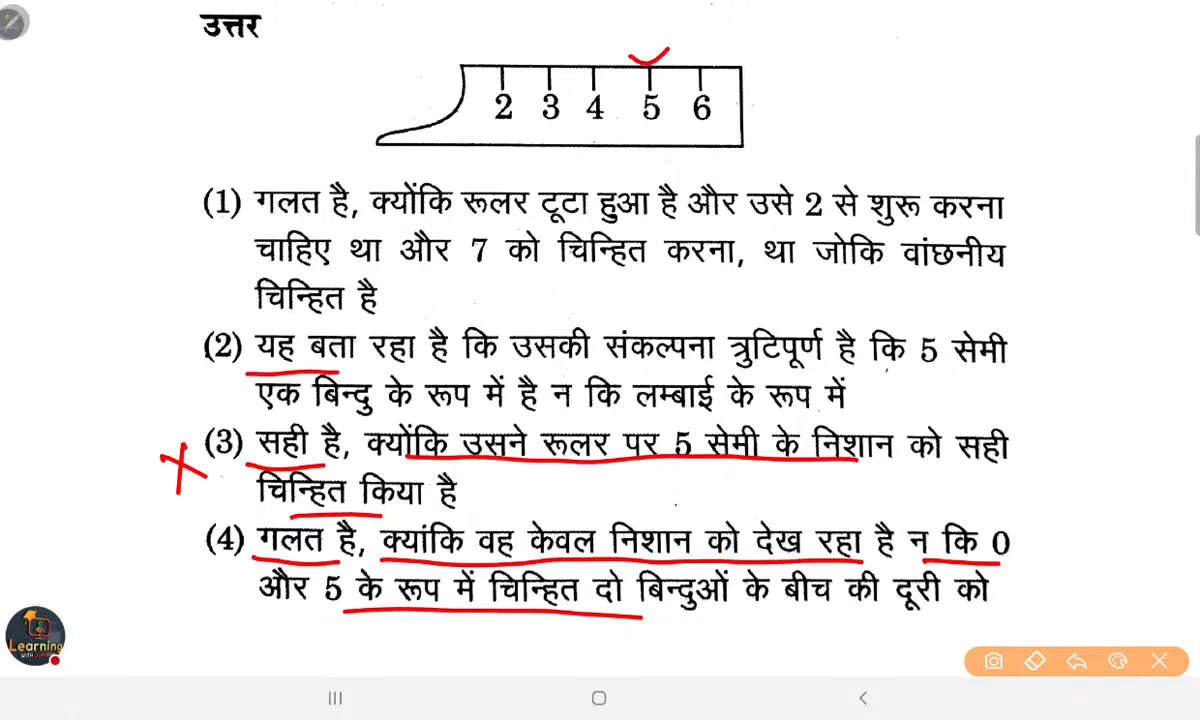 उत्तर
2 3 4 5 6
(1) गलत है, क्योंकि रूलर टूटा हुआ है और उसे 2 से शुरू करना
चाहिए था और 7 को चिन्हित करना, था जोकि वांछनीय
चिन्हित है
(2) यह बता रहा है कि उसकी संकल्पना त्रुटिपूर्ण है कि 5 सेमी
एक बिन्दु के रूप में है न कि लम्बाई के रूप में
(3) सही है, क्योंकि उसने रूलर पर 5 सेमी के निशान को सही
चिन्हित किया है
(4) गलत है, क्यांकि वह केवल निशान को देख रहा है न कि 0
और 5 के रूप में चिन्हित दो बिन्दुओं के बीच की दूरी को
Learning